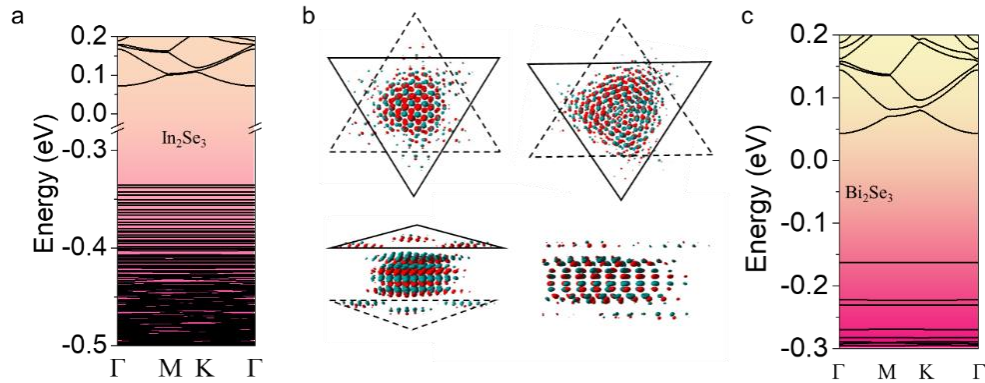 a
b
c
0.2
0.1
0.0
-0.3
-0.4
-0.5
Energy (eV)
In₂Se₃
Γ M K Γ
0.2
0.1
0.0
-0.1
-0.2
-0.3
Energy (eV)
Bi₂Se₃
Γ M K Γ